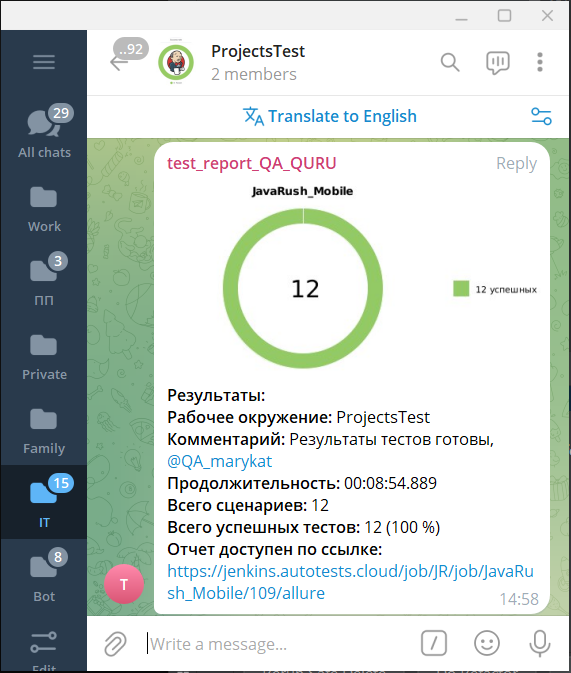 ..92
ProjectsTest
2 members
Translate to English
29
All chats
Work
3
ПП
Private
Family
15
IT
8
Bot
Edit
test_report_QA_QURU
Reply
JavaRush_Mobile
12
12 успешных
Результаты:
Рабочее окружение: ProjectsTest
Комментарий: Результаты тестов готовы,
@QA_marykat
Продолжительность: 00:08:54.889
Всего сценариев: 12
Всего успешных тестов: 12 (100 %)
Отчет доступен по ссылке:
https://jenkins.autotests.cloud/job/JR/job/JavaRu
sh_Mobile/109/allure
14:58
T
Write a message...